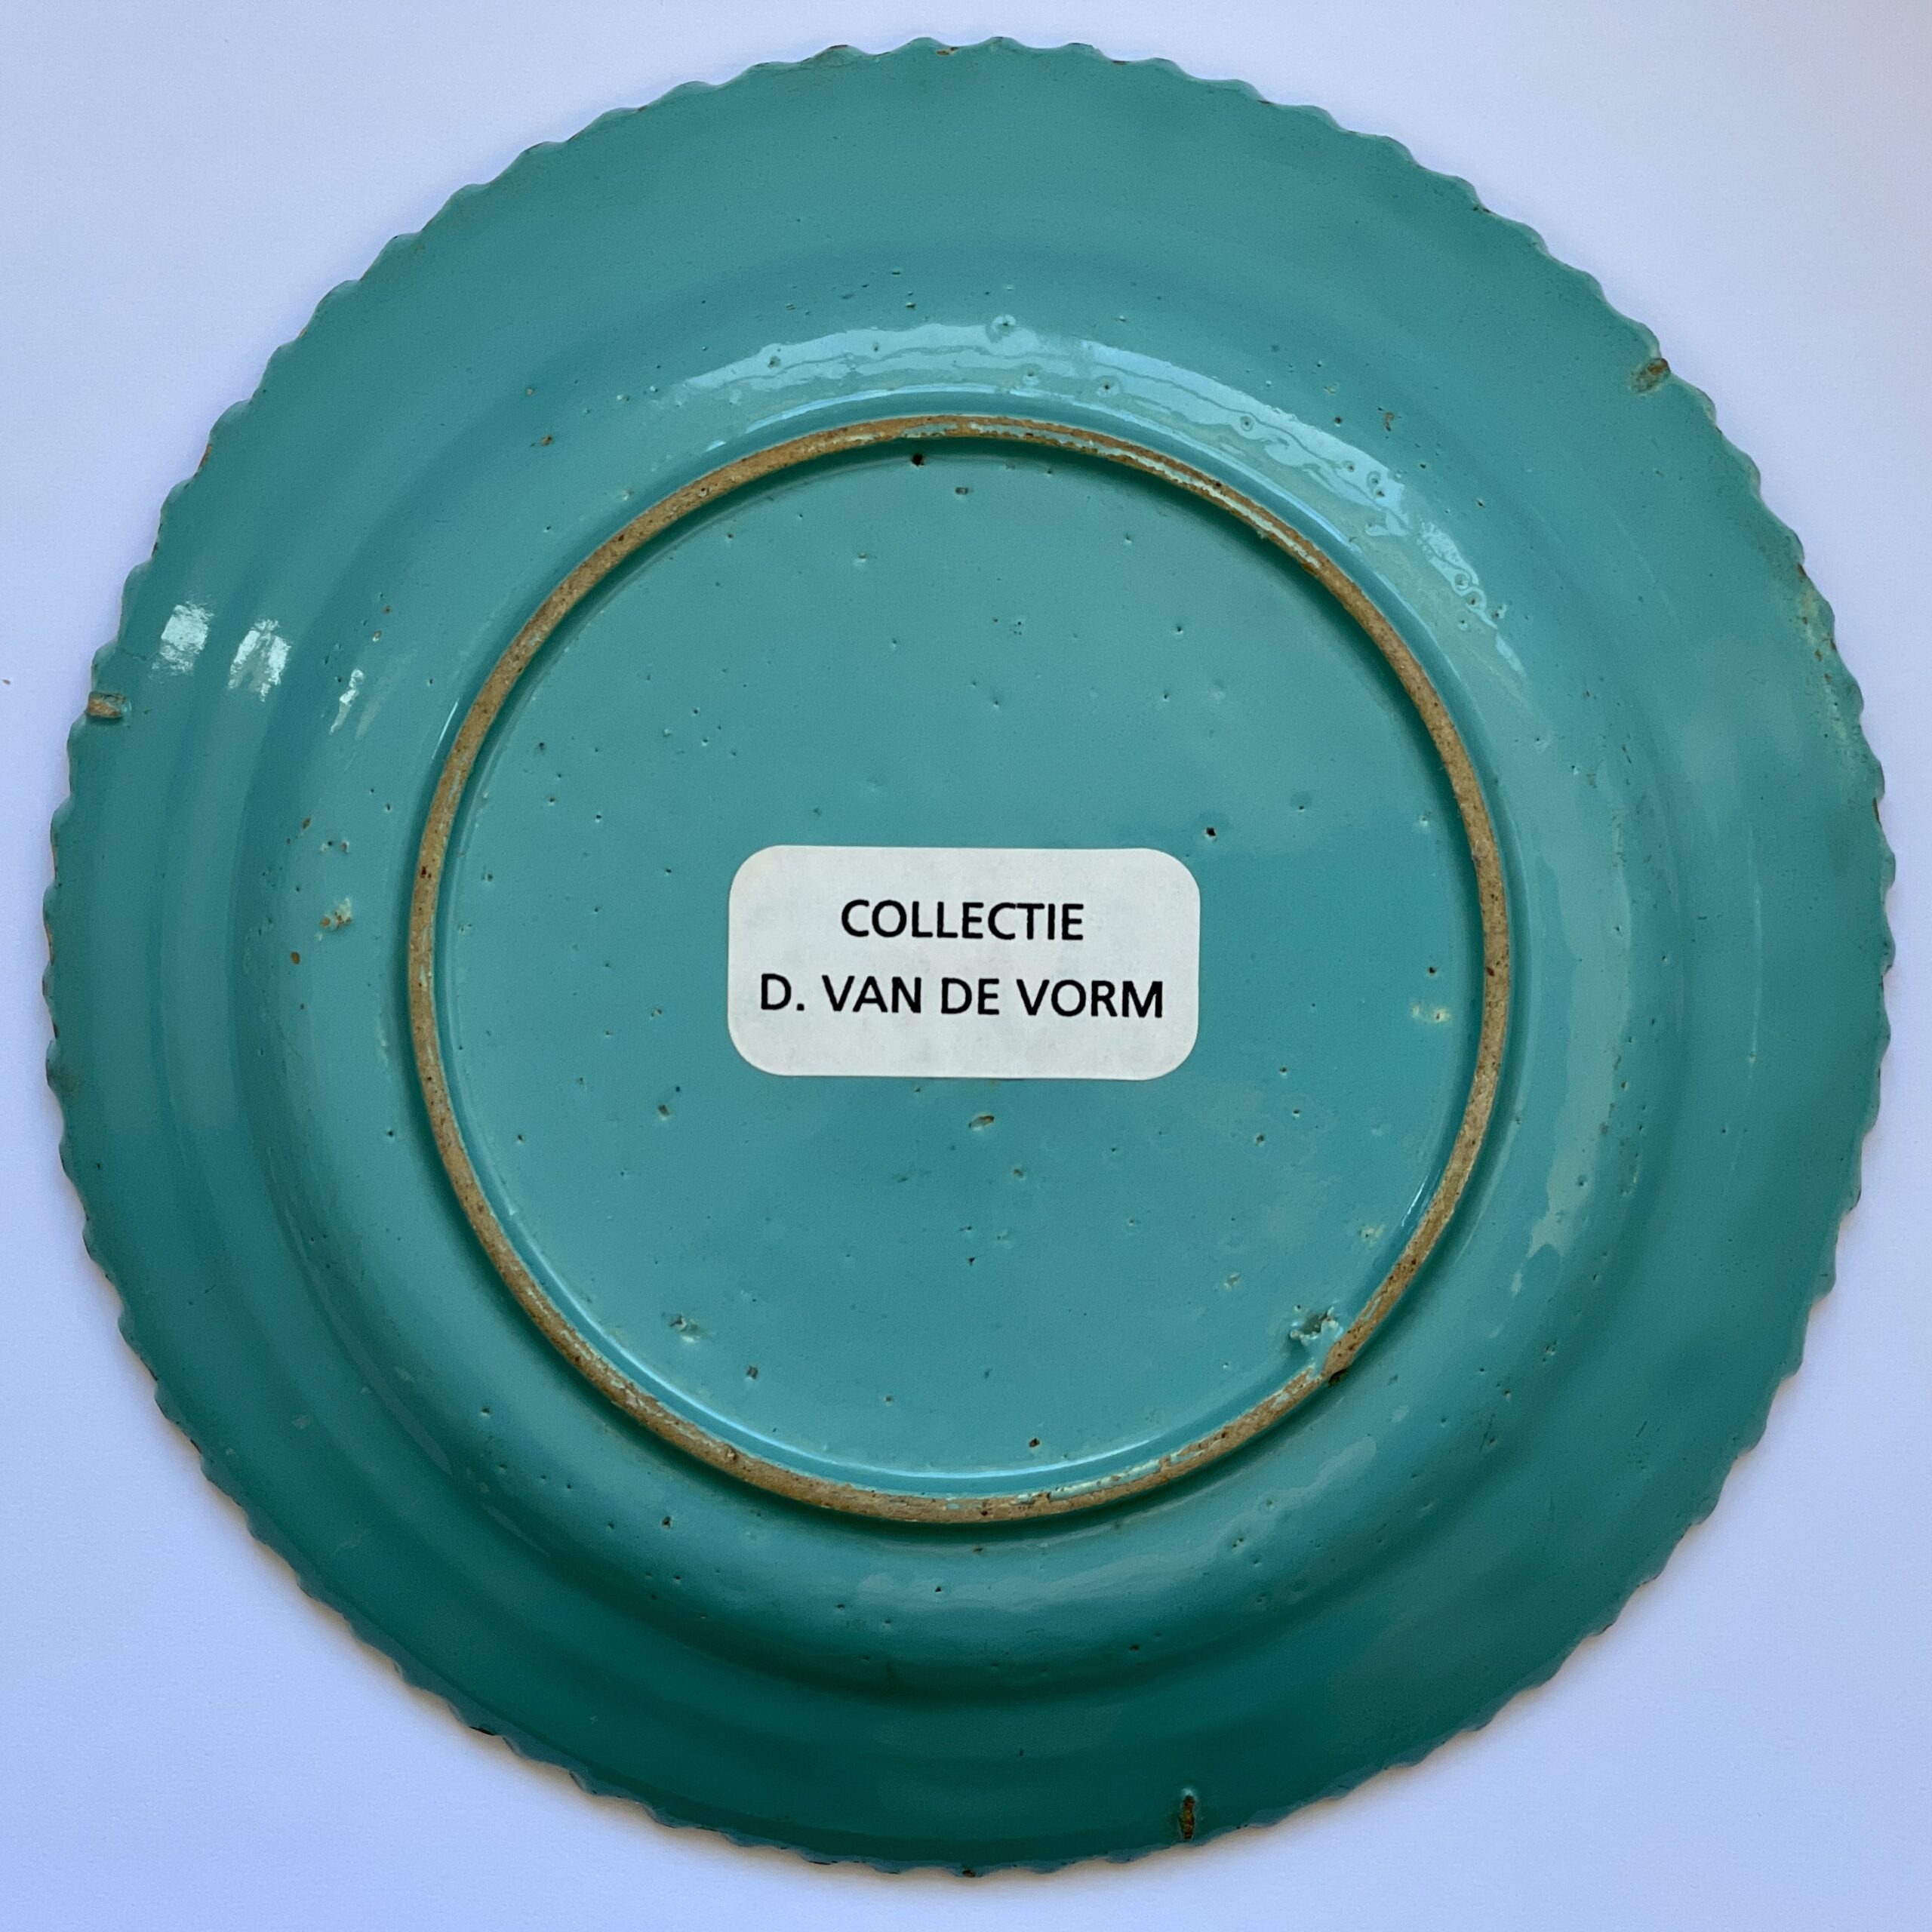 COLLECTIE
D. VAN DE VORM